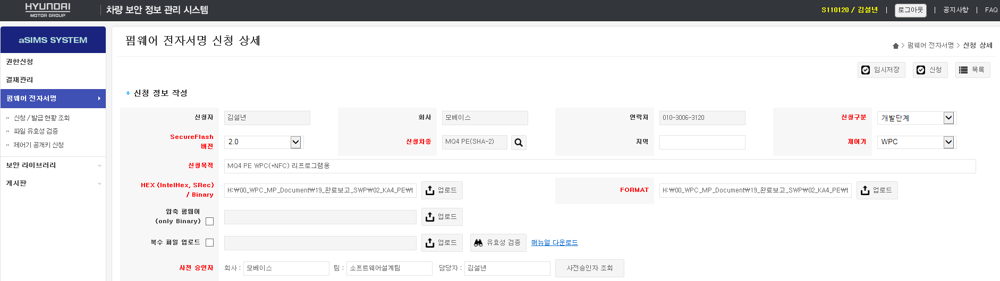 HYUNDAI
MOTOR GROUP
차량 보안 정보 관리 시스템
S110120 / 김설년 | 로그아웃 | 공지사항 | FAQ
aSIMS SYSTEM
권한신청
결재관리
펌웨어 전자서명
신청 / 발급 현황 조회
파일 유효성 검증
제어기 공개키 신청
보안 라이브러리
게시판
펌웨어 전자서명 신청 상세
> 펌웨어 전자서명 > 신청 상세
임시저장 신청 목록
+ 신청 정보 작성
신청자 김설년 회사 모베이스 연락처 010-3006-3120 신청구분 개발단계
SecureFlash
버전 2.0 신청차종 MQ4 PE(SHA-2) 지역 제어기 WPC
신청목적 MQ4 PE WPC(+NFC) 리프로그램용
HEX (IntelHex, SRec)
/ Binary H:₩00_WPC_MP_Document₩19_완료보고_SWP₩02_KA4_PE₩t 업로드 FORMAT H:₩00_WPC_MP_Document₩19_완료보고_SWP₩02_KA4_PE₩t 업로드
압축 펌웨어
(only Binary) 업로드
복수 파일 업로드 업로드 유효성 검증 매뉴얼 다운로드
사전 승인자 회사 : 모베이스 팀 : 소프트웨어설계팀 담당자 : 김설년 사전승인자 조회